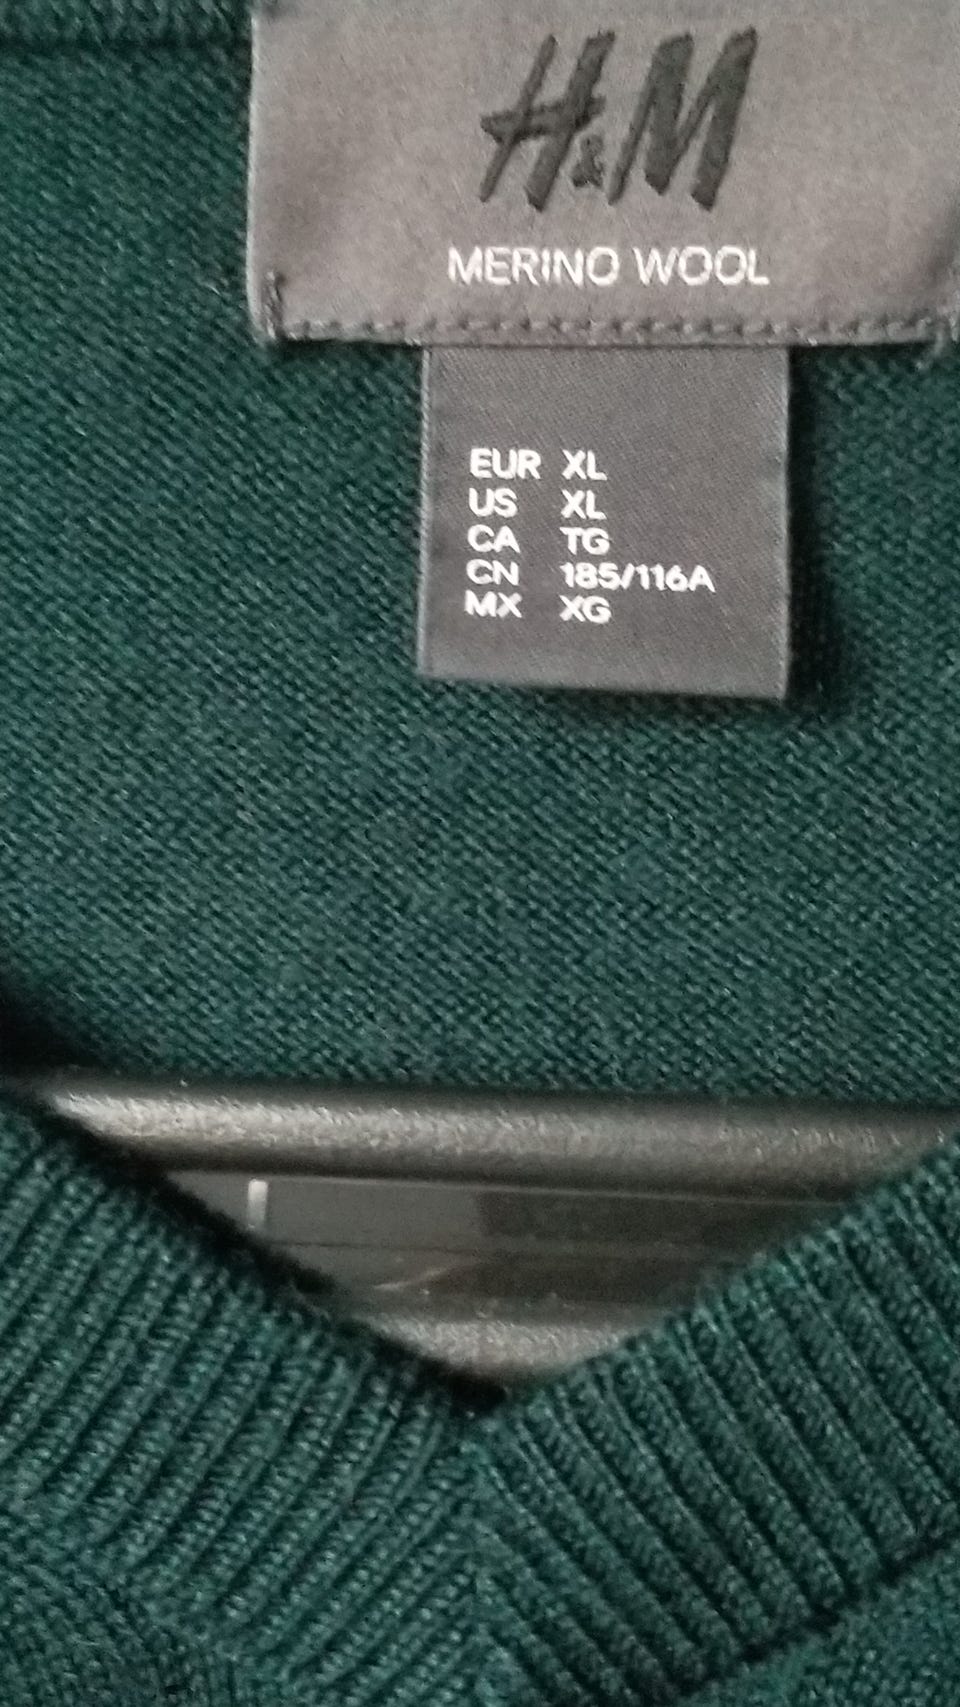 H&M
MERINO WOOL
EUR XL
US XL
CA TG
CN 185/116A
MX XG